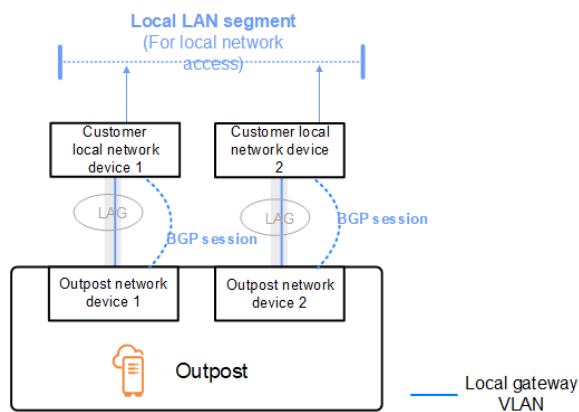 Local LAN segment
(For local network
access)
Customer
local network
device 1
Customer local
network device
2
LAG
LAG
BGP session
BGP session
Outpost network
device 1
Outpost network
device 2
Outpost
Local gateway
VLAN